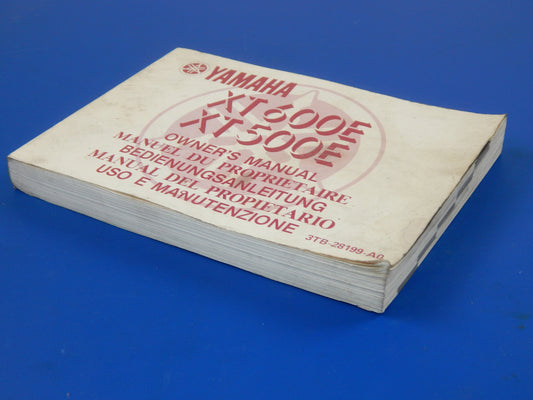 YAMAHA
XT600E
XT500E
OWNER'S MANUAL
MANUEL DU PROPRIETAIRE
BEDIENUNGSANLEITUNG
MANUAL DEL PROPIETARIO
USO E MANUTENZIONE
3TB-28199-A0